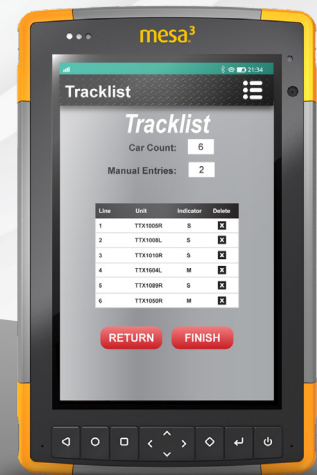 mesa³
21:34
Tracklist
Tracklist
Car Count: 6
Manual Entries: 2
Line Unit Indicator Delete
1 TTX1005R S X
2 TTX1008L S X
3 TTX1010R S X
4 TTX1604L M X
5 TTX1089R S X
6 TTX1050R M X
RETURN FINISH